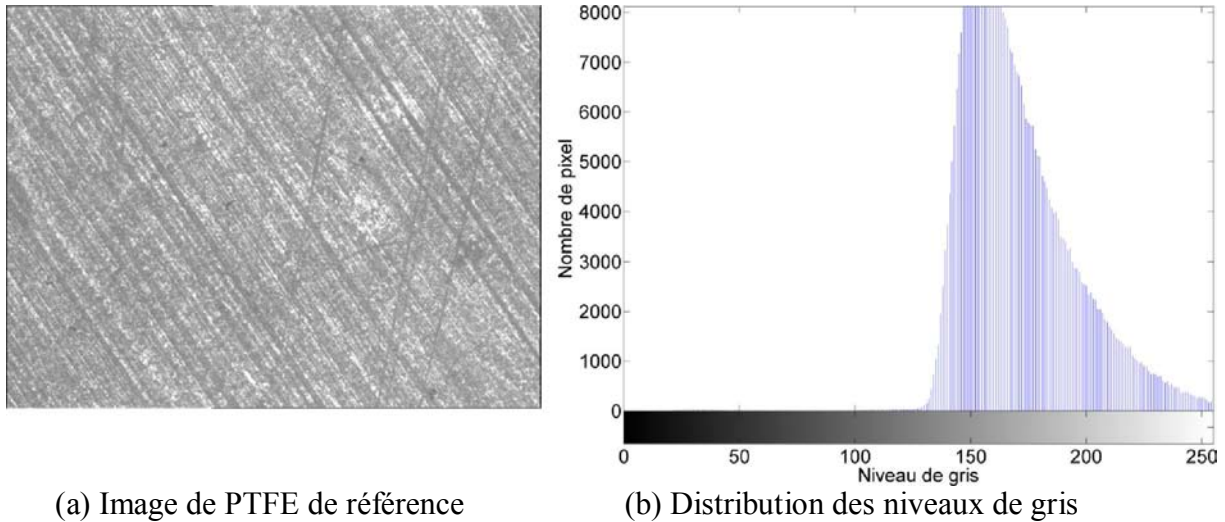 8000
7000
6000
5000
4000
3000
2000
1000
0
Nombre de pixel
0 50 100 150 200 250
Niveau de gris
(a) Image de PTFE de référence
(b) Distribution des niveaux de gris